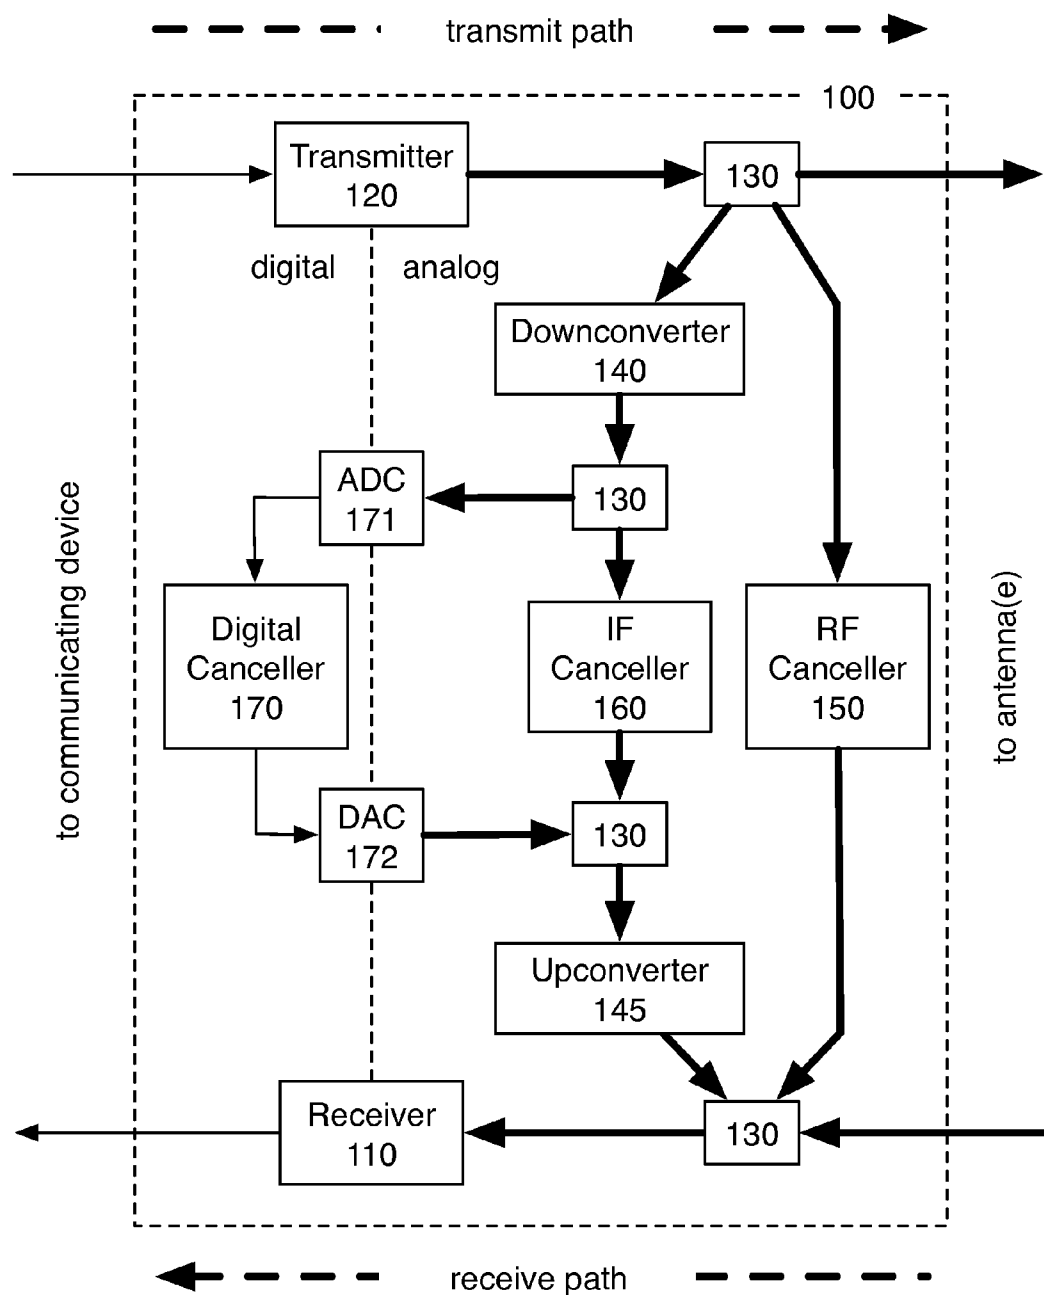 transmit path
100
Transmitter
120
130
digital
analog
Downconverter
140
ADC
171
130
Digital
Canceller
170
IF
Canceller
160
RF
Canceller
150
to communicating device
to antenna(e)
DAC
172
130
Upconverter
145
Receiver
110
130
receive path